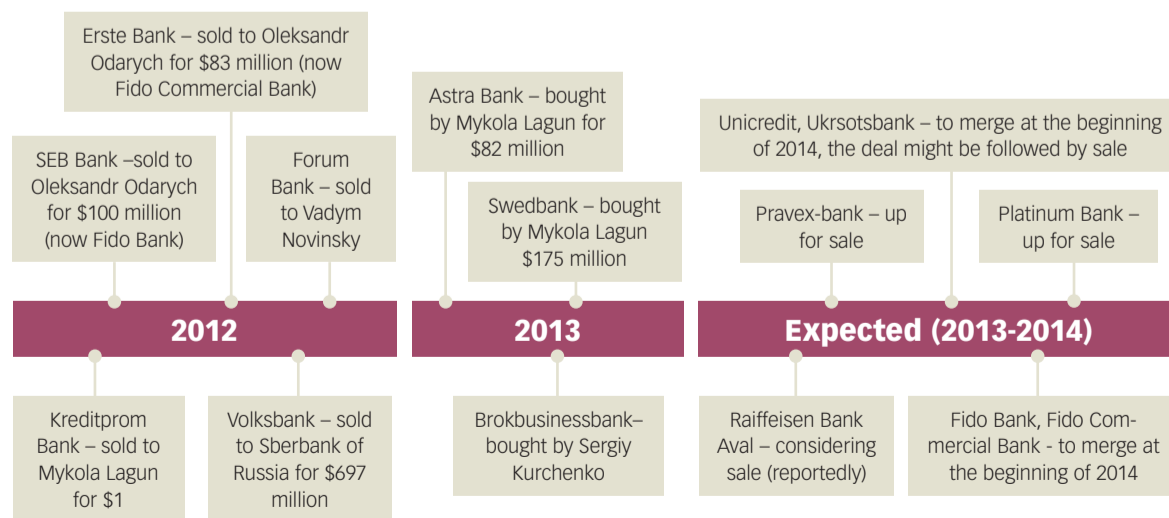 Erste Bank – sold to Oleksandr
Odarych for $83 million (now
Fido Commercial Bank)
SEB Bank –sold to
Oleksandr Odarych
for $100 million
(now Fido Bank)
Forum
Bank – sold
to Vadym
Novinsky
Astra Bank – bought
by Mykola Lagun for
$82 million
Swedbank – bought
by Mykola Lagun
$175 million
Unicredit, Ukrsotsbank – to merge at the beginning
of 2014, the deal might be followed by sale
Pravex-bank – up
for sale
Platinum Bank –
up for sale
2012
2013
Expected (2013-2014)
Kreditprom
Bank – sold to
Mykola Lagun
for $1
Volksbank – sold
to Sberbank of
Russia for $697
million
Brokbusinessbank–
bought by Sergiy
Kurchenko
Raiffeisen Bank
Aval – considering
sale (reportedly)
Fido Bank, Fido Com-
mercial Bank - to merge at
the beginning of 2014